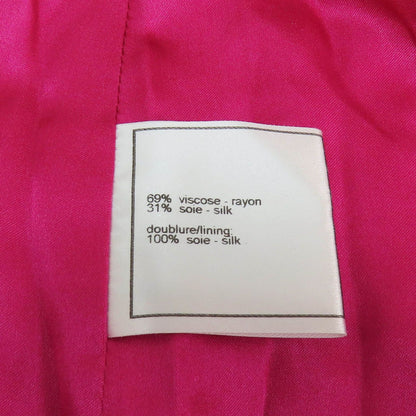 69% viscose - rayon
31% soie - silk
doublure/lining:
100% soie - silk